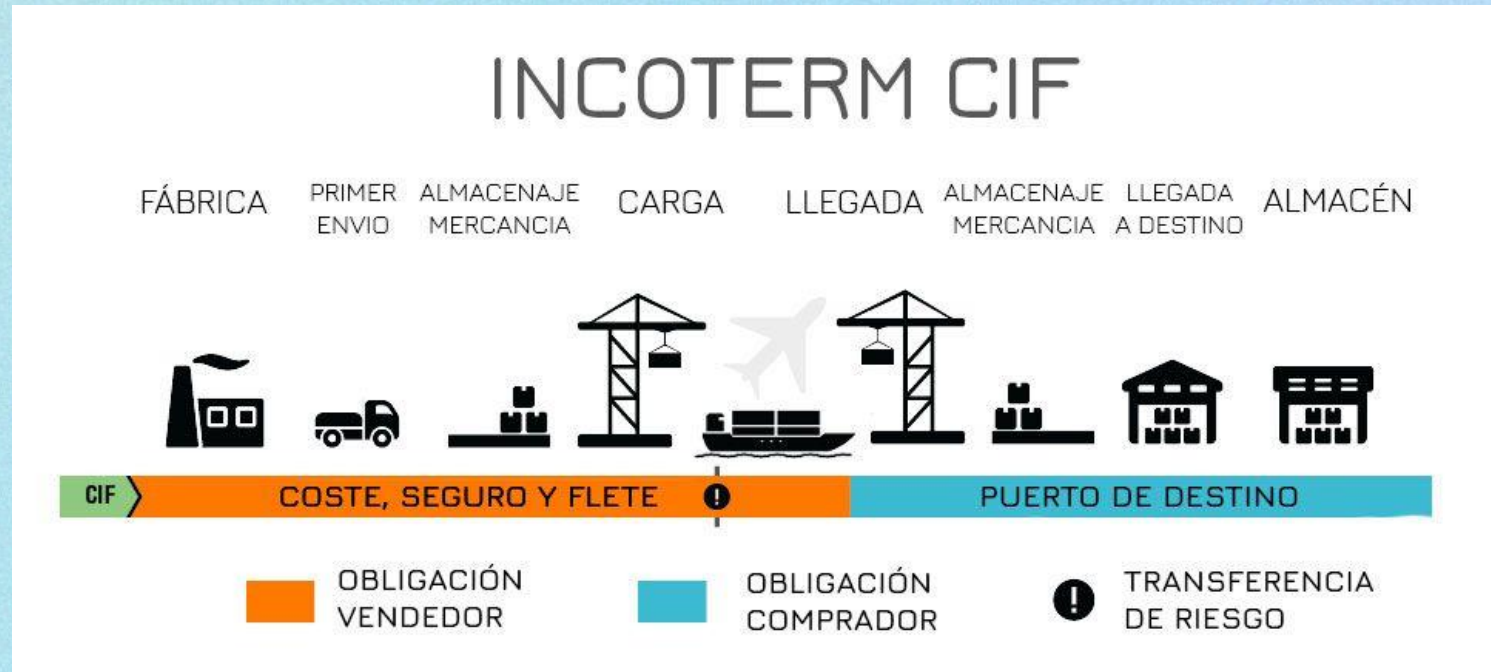 INCOTERM CIF
FÁBRICA
PRIMER
ENVIO
ALMACENAJE
MERCANCIA
CARGA
LLEGADA
ALMACENAJE
MERCANCIA
LLEGADA
A DESTINO
ALMACÉN
CIF
COSTE, SEGURO Y FLETE
!
PUERTO DE DESTINO
OBLIGACIÓN
VENDEDOR
OBLIGACIÓN
COMPRADOR
!
TRANSFERENCIA
DE RIESGO